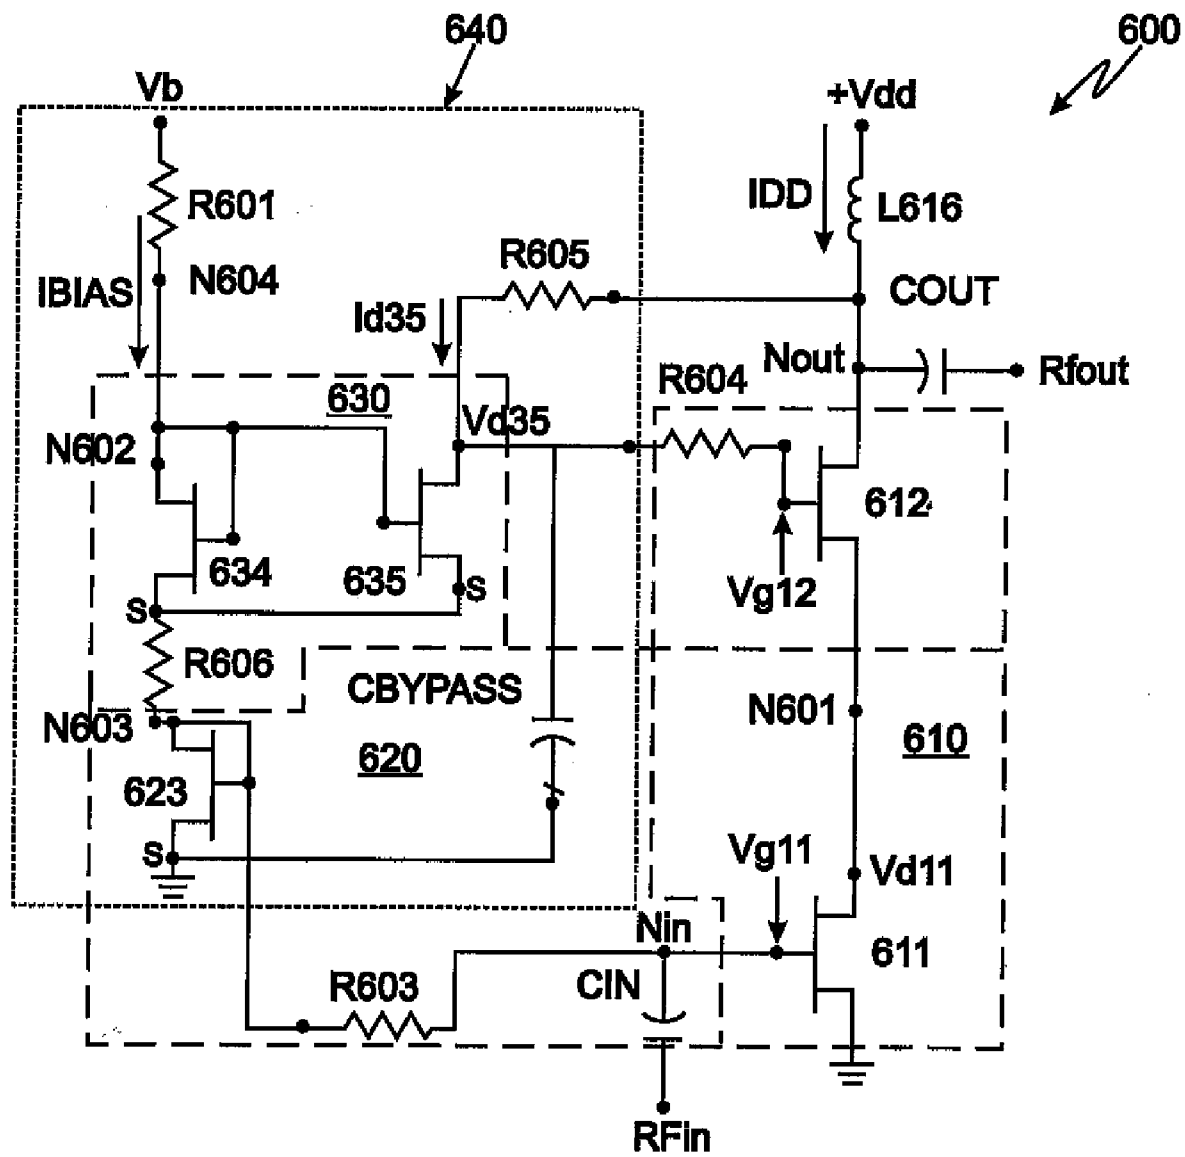 640
600
Vb
+Vdd
R601
IDD
L616
R605
N604
IBIAS
COUT
Id35
Nout
Rfout
R604
630
Vd35
N602
612
634
635
S
S
Vg12
R606
CBYPASS
N601
N603
610
620
623
S
Vg11
Vd11
Nin
611
R603
CIN
RFin